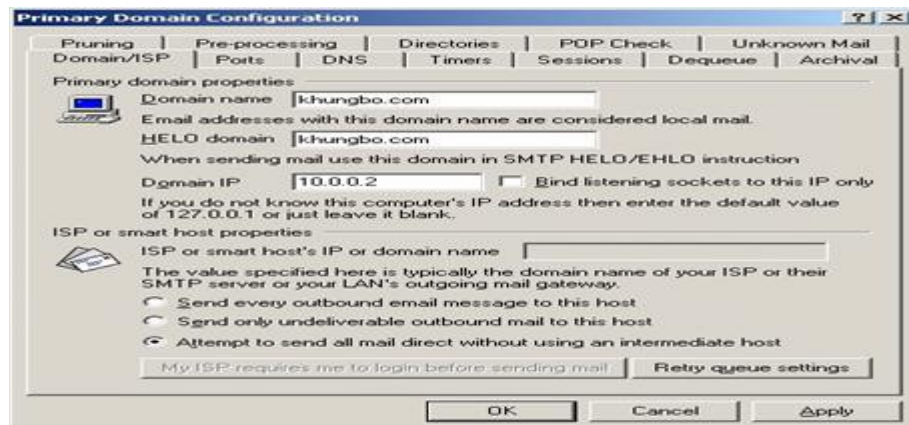 Primary Domain Configuration
Pruning Pre-processing Directories POP Check Unknown Mail
Domain/ISP Ports DNS Timers Sessions Dequeue Archival
Primary domain properties
Domain name khungbo.com
Email addresses with this domain name are considered local mail.
HELO domain khungbo.com
When sending mail use this domain in SMTP HELO/EHLO instruction
Domain IP 10.0.0.2 Bind listening sockets to this IP only
If you do not know this computer's IP address then enter the default value
of 127.0.0.1 or just leave it blank.
ISP or smart host properties
ISP or smart host's IP or domain name
The value specified here is typically the domain name of your ISP or their
SMTP server or your LAN's outgoing mail gateway.
Send every outbound email message to this host
Send only undeliverable outbound mail to this host
Attempt to send all mail direct without using an intermediate host
My ISP requires me to login before sending mail Retry queue settings
OK Cancel Apply